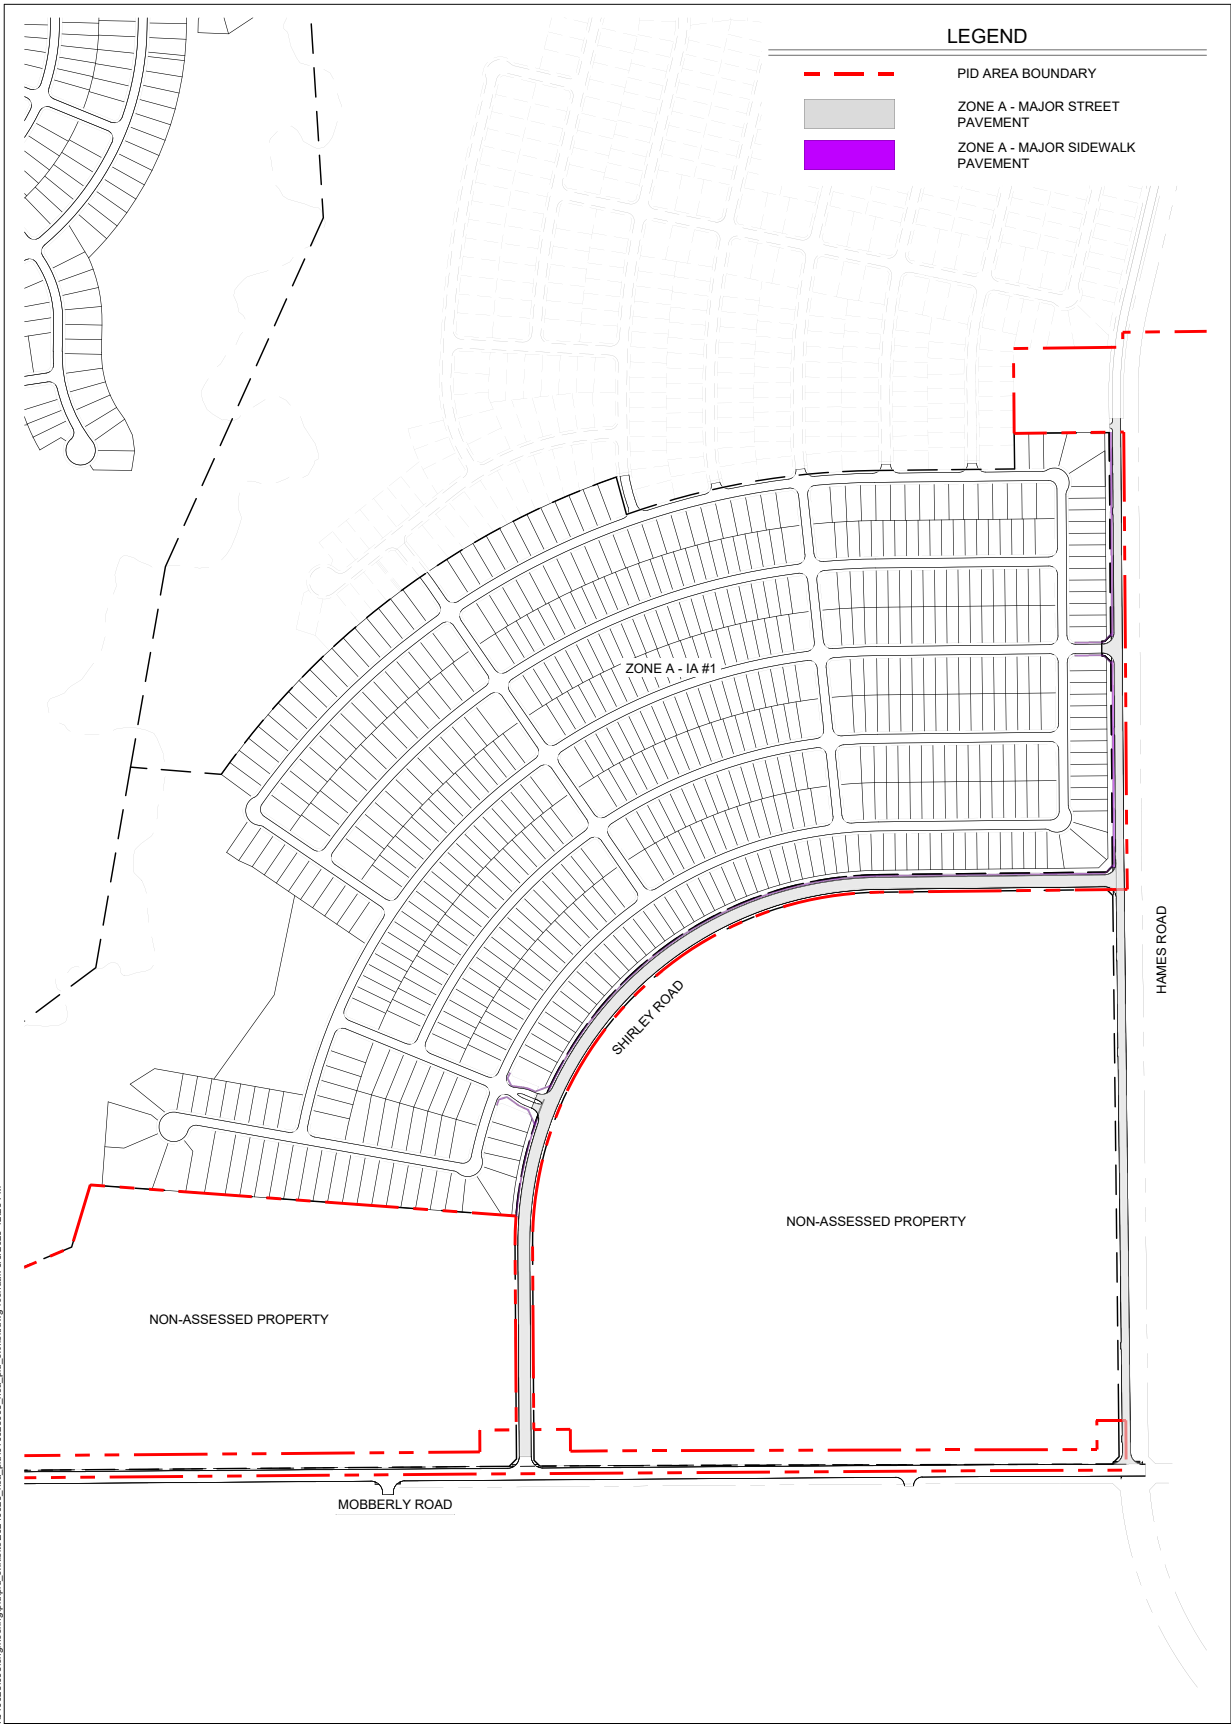 LEGEND
PID AREA BOUNDARY
ZONE A - MAJOR STREET
PAVEMENT
ZONE A - MAJOR SIDEWALK
PAVEMENT
ZONE A - IA #1
HAMES ROAD
SHIRLEY ROAD
NON-ASSESSED PROPERTY
NON-ASSESSED PROPERTY
MOBBERLY ROAD